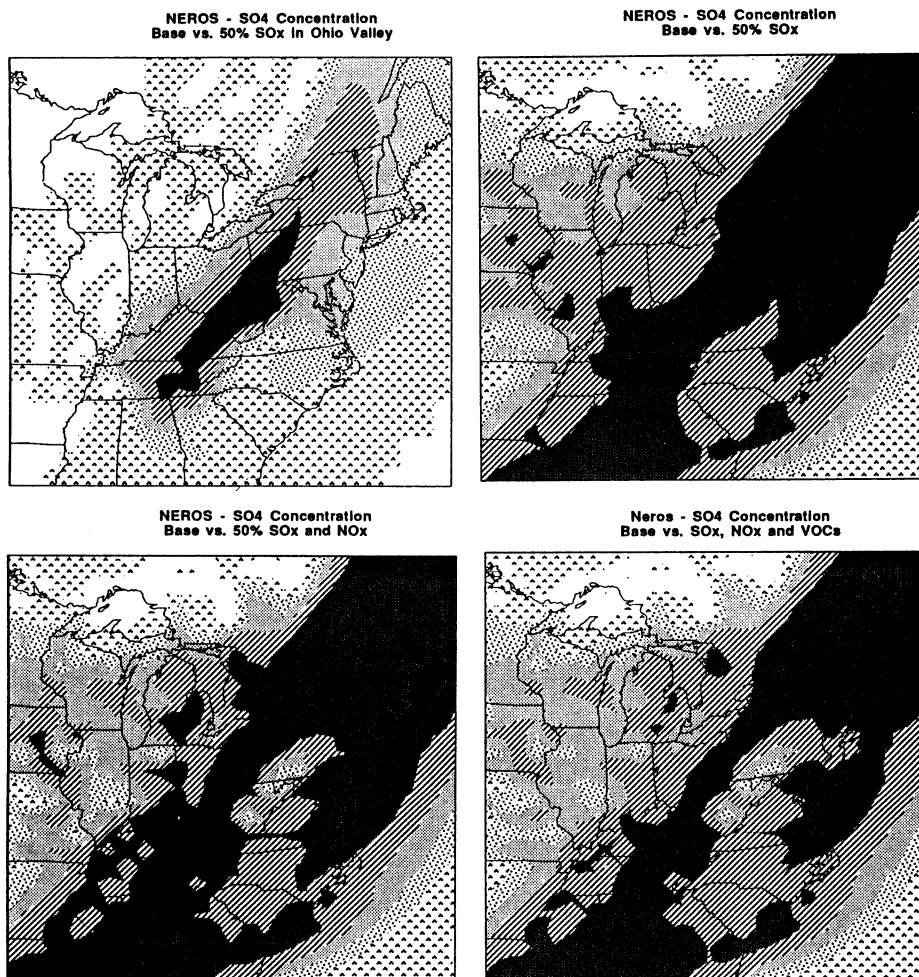 NEROS - SO4 Concentration
Base vs. 50% SOx in Ohio Valley
NEROS - SO4 Concentration
Base vs. 50% SOx
NEROS - SO4 Concentration
Base vs. 50% SOx and NOx
Neros - SO4 Concentration
Base vs. SOx, NOx and VOCs